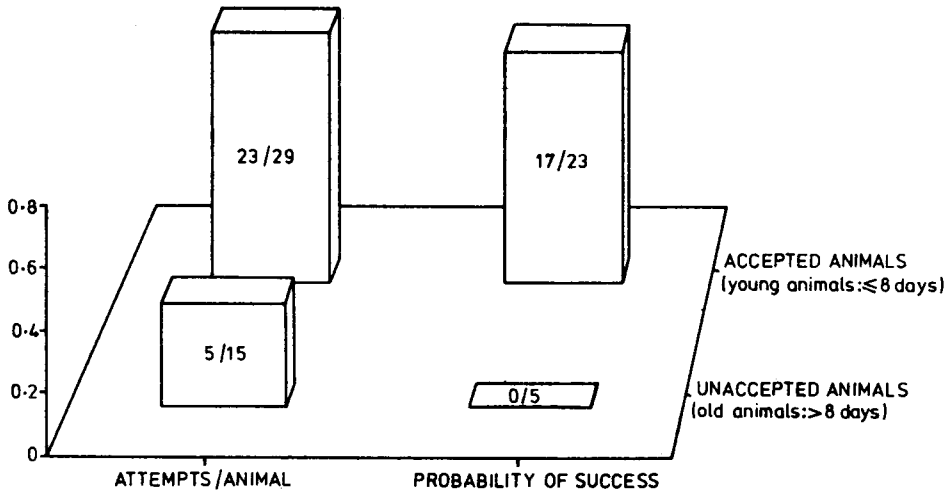 23/29
17/23
0·8
0·6
0·4
0·2
0
5/15
0/5
ACCEPTED ANIMALS
(young animals:⩽8 days)
UNACCEPTED ANIMALS
(old animals:>8 days)
ATTEMPTS/ANIMAL
PROBABILITY OF SUCCESS